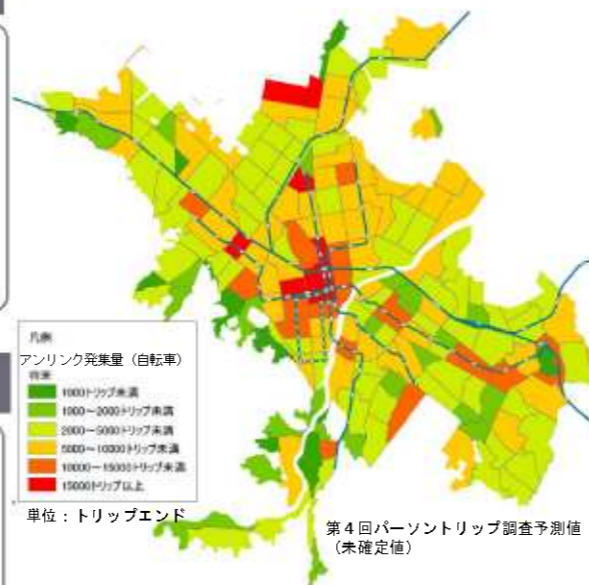 凡例
アンリンク発集量（自転車）
将来
1000トリップ未満
1000～2000トリップ未満
2000～5000トリップ未満
5000～10000トリップ未満
10000～15000トリップ未満
15000トリップ以上
単位：トリップエンド
第４回パーソントリップ調査予測値
（未確定値）